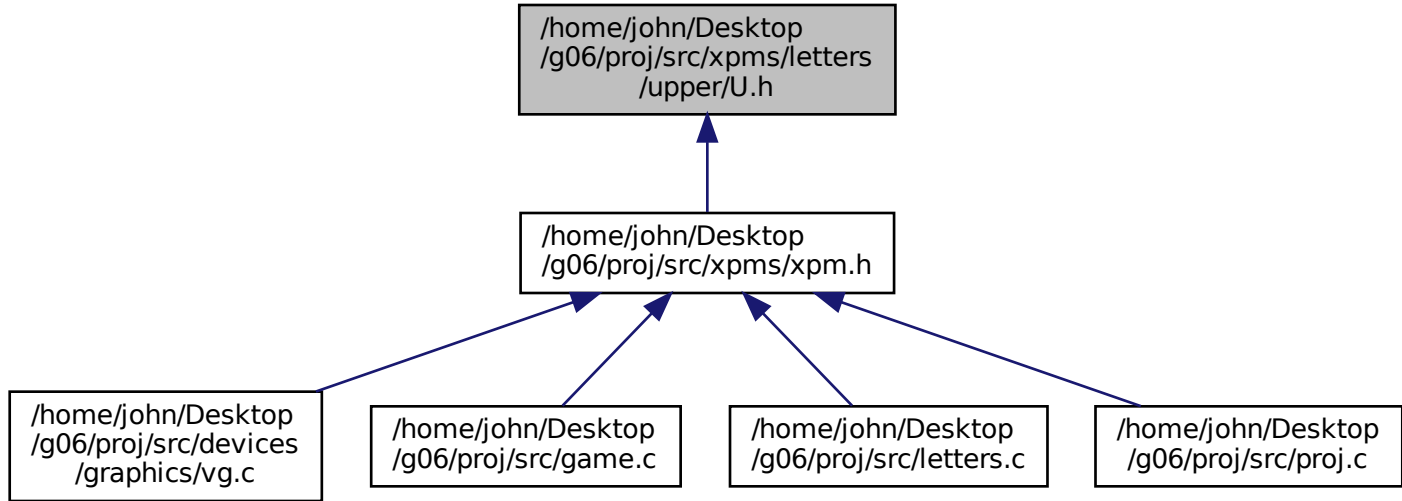 /home/john/Desktop
/g06/proj/src/xpms/letters
/upper/U.h
/home/john/Desktop
/g06/proj/src/xpms/xpm.h
/home/john/Desktop
/g06/proj/src/devices
/graphics/vg.c
/home/john/Desktop
/g06/proj/src/game.c
/home/john/Desktop
/g06/proj/src/letters.c
/home/john/Desktop
/g06/proj/src/proj.c